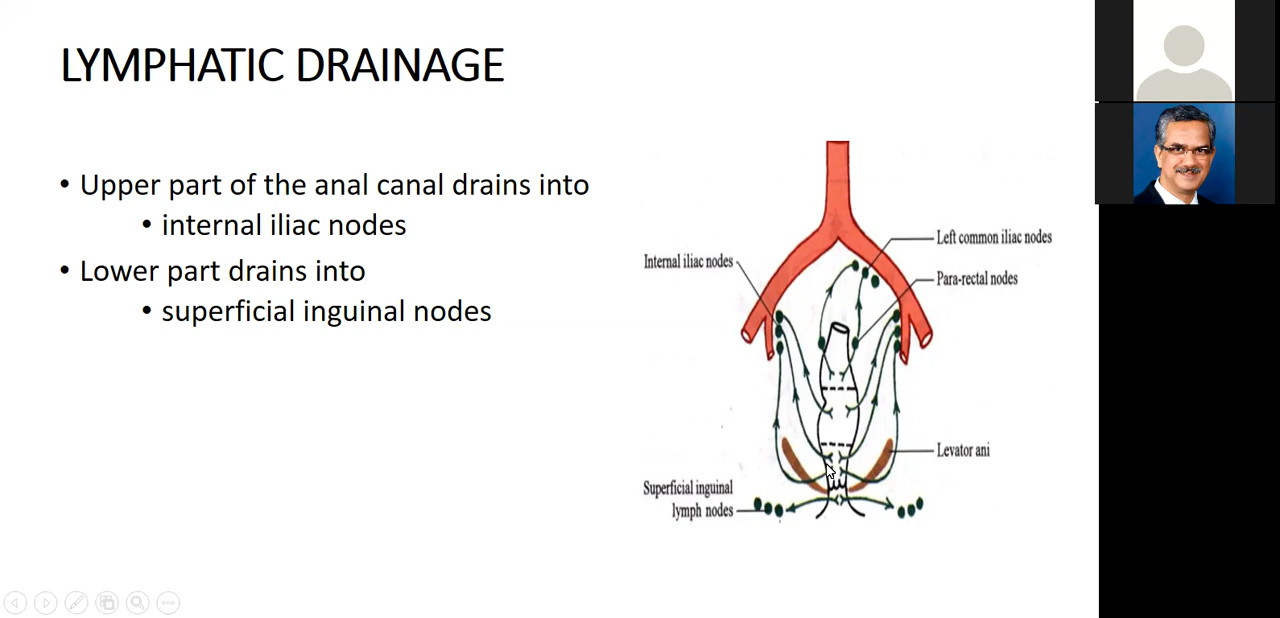 LYMPHATIC DRAINAGE
• Upper part of the anal canal drains into
• internal iliac nodes
• Lower part drains into
• superficial inguinal nodes
Left common iliac nodes
Internal iliac nodes
Para-rectal nodes
Levator ani
Superficial inguinal
lymph nodes